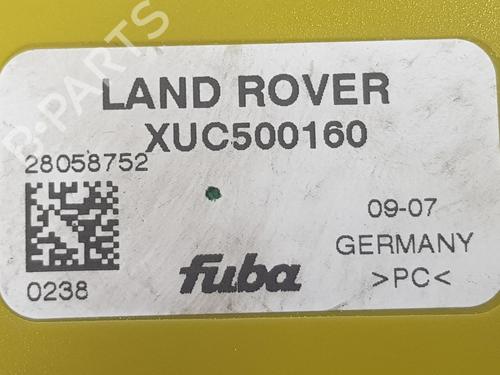 B-PARTS
LAND ROVER
XUC500160
28058752
09-07
GERMANY
0238
fuba
>PC<